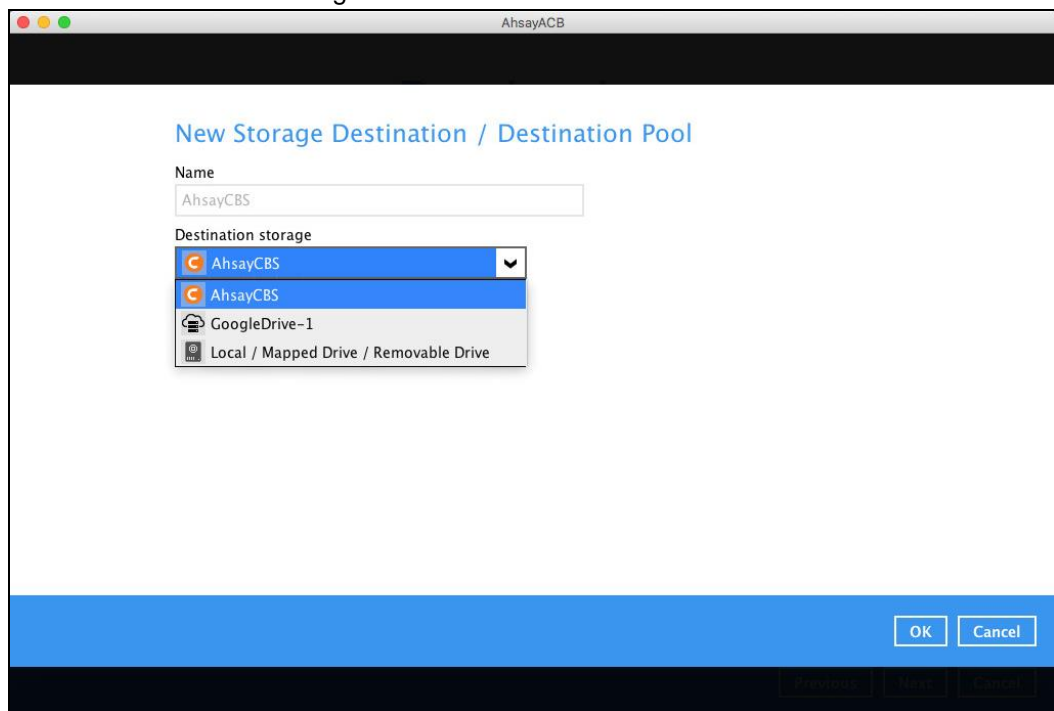 AhsayACB
New Storage Destination / Destination Pool
Name
AhsayCBS
Destination storage
AhsayCBS
AhsayCBS
GoogleDrive-1
Local / Mapped Drive / Removable Drive
OK Cancel
Previous Next Cancel